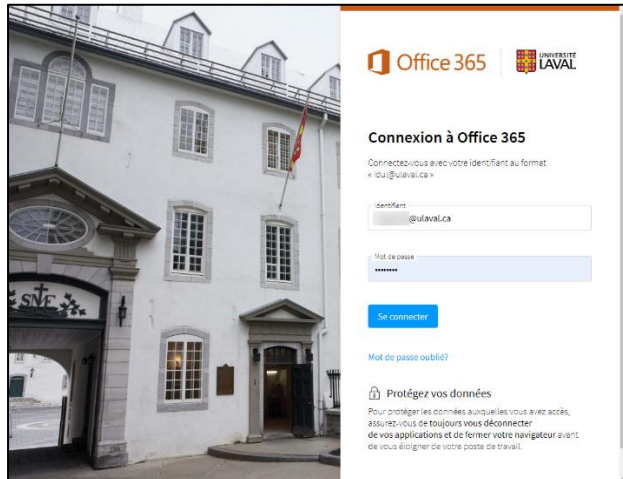 SME
Office 365
UNIVERSITÉ
LAVAL
Connexion à Office 365
Connectez-vous avec votre identifiant au format
« idul@ulaval.ca »
Identifiant
@ulaval.ca
Mot de passe
••••••••
Se connecter
Mot de passe oublié?
Protégez vos données
Pour protéger les données auxquelles vous avez accès,
assurez-vous de toujours vous déconnecter
de vos applications et de fermer votre navigateur avant
de vous éloigner de votre poste de travail.